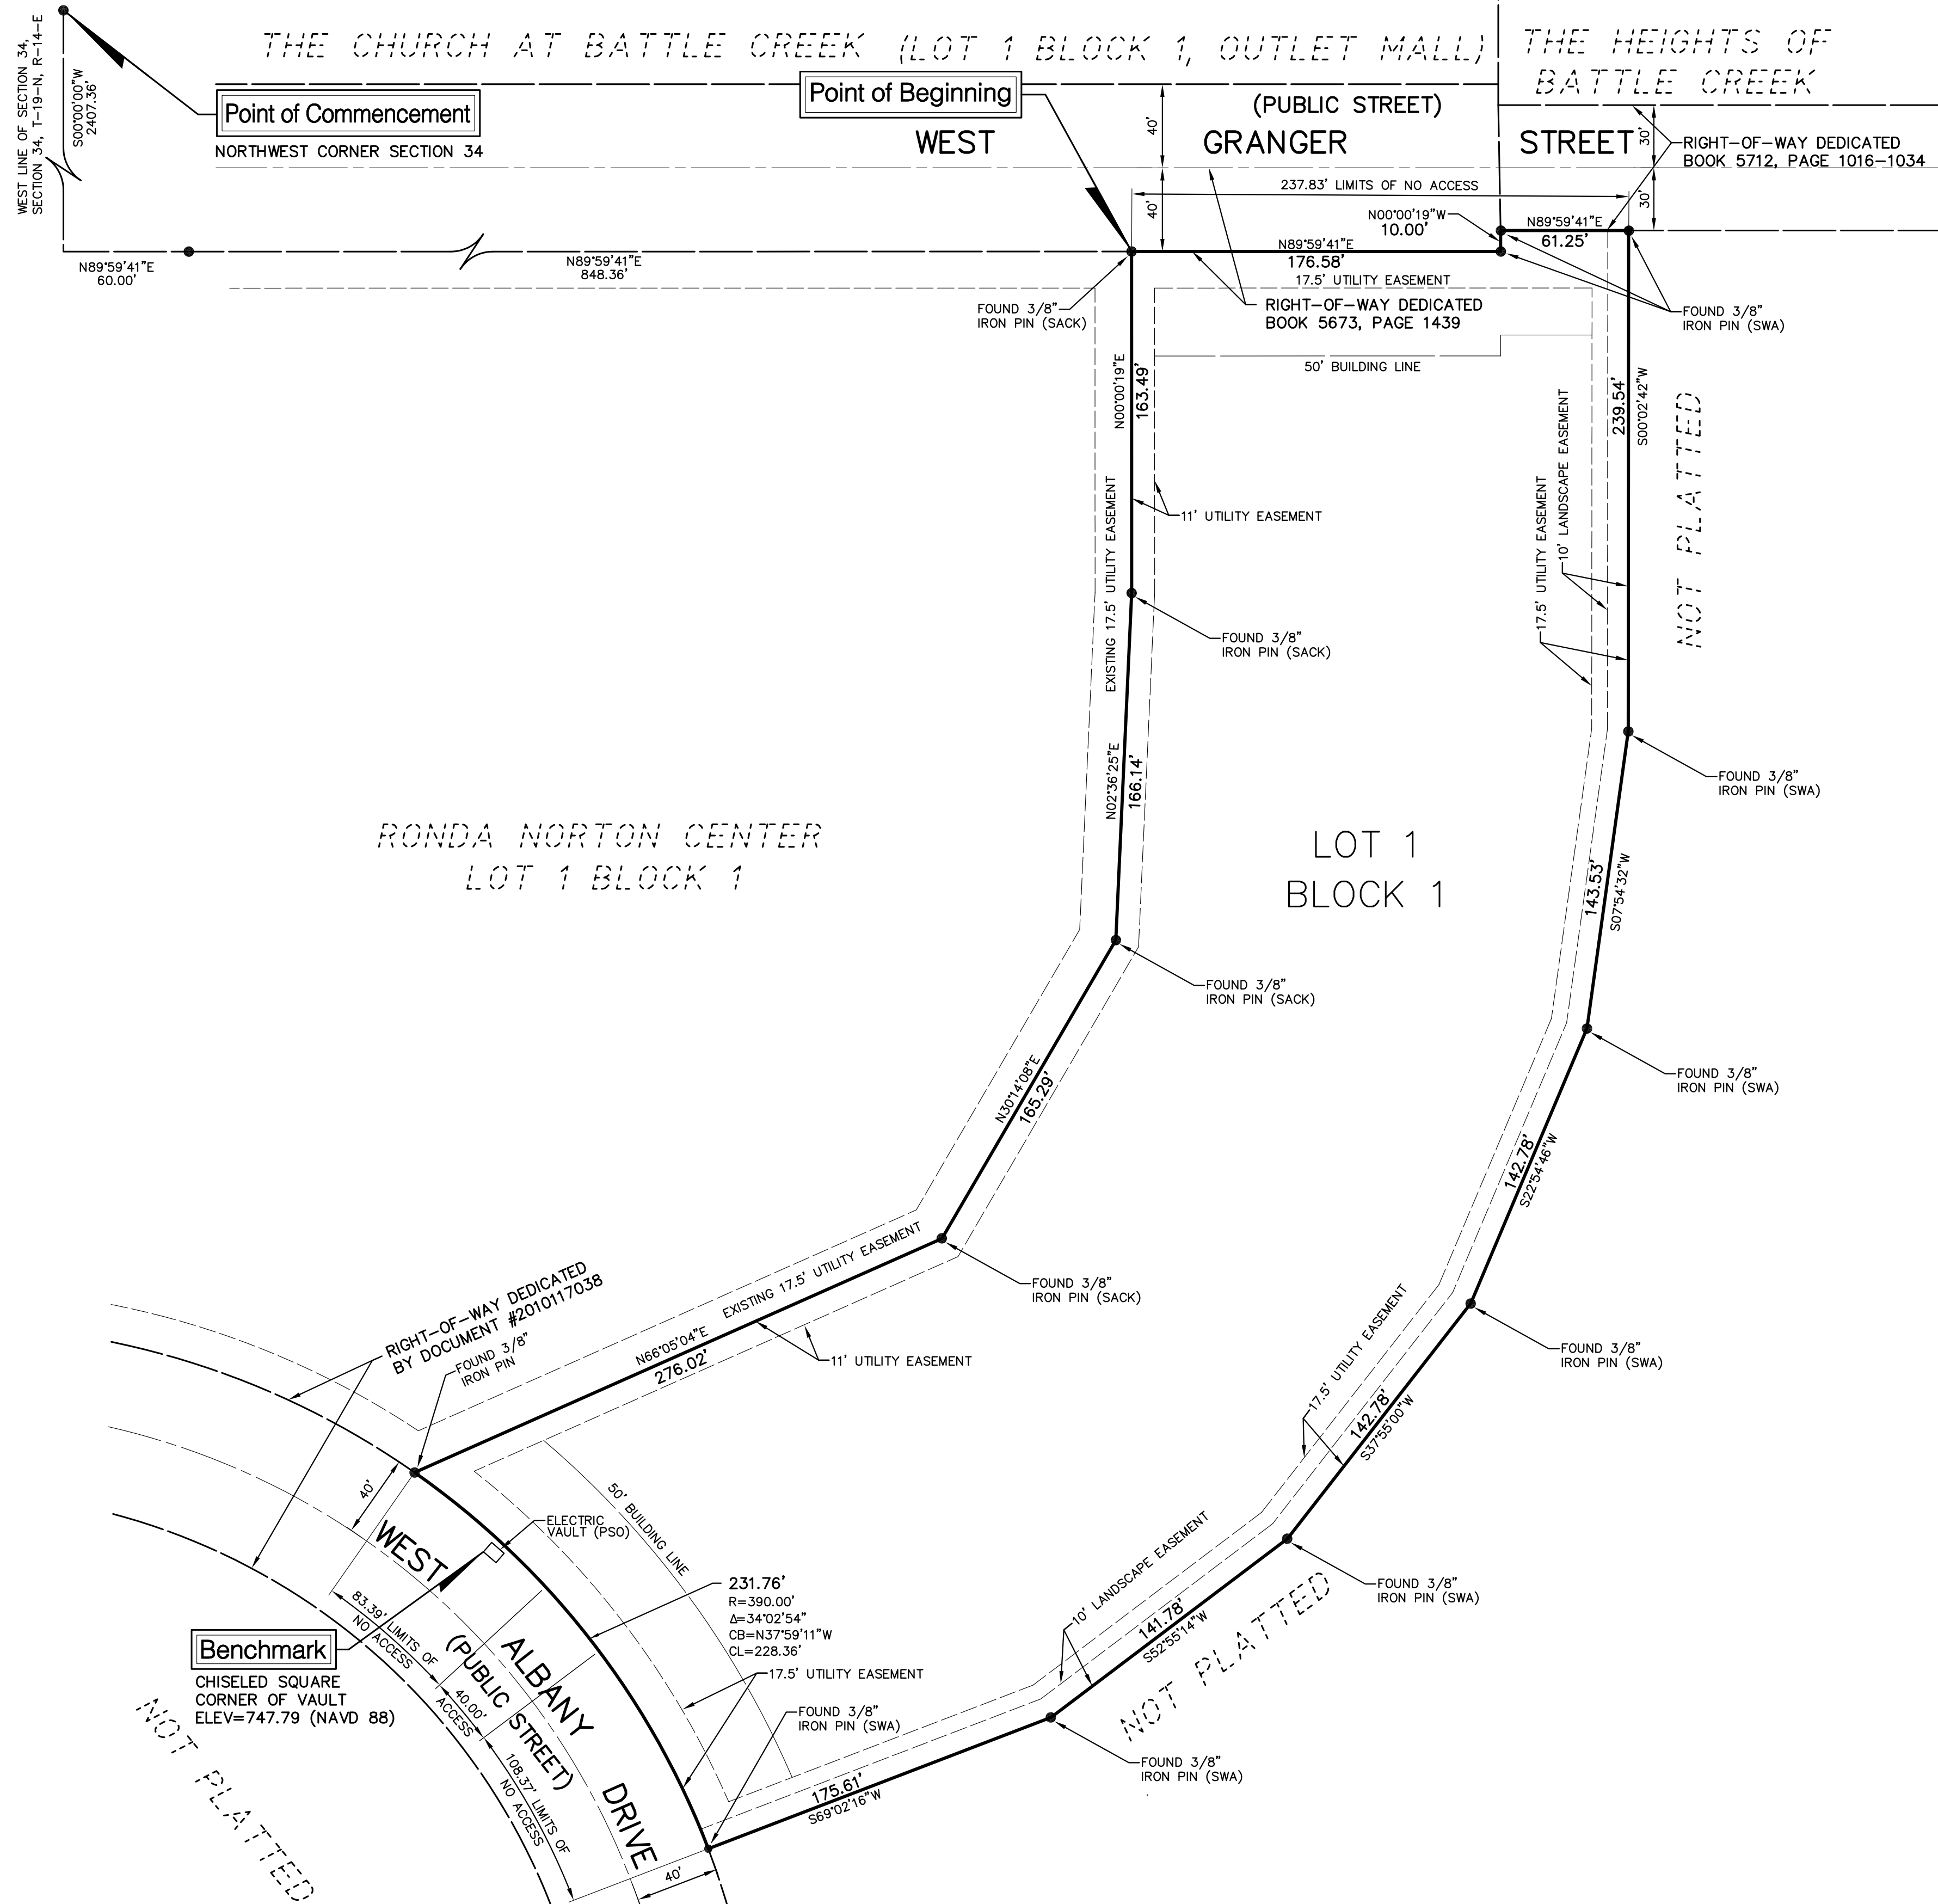 THE CHURCH AT BATTLE CREEK (LOT 1 BLOCK 1, OUTLET MALL)
THE HEIGHTS OF
BATTLE CREEK
WEST LINE OF SECTION 34,
SECTION 34, T-19-N, R-14-E
S00°00'00"W
2407.36'
Point of Commencement
NORTHWEST CORNER SECTION 34
Point of Beginning
(PUBLIC STREET)
WEST GRANGER STREET
40'
40'
30'
30'
RIGHT-OF-WAY DEDICATED
BOOK 5712, PAGE 1016-1034
237.83' LIMITS OF NO ACCESS
N00°00'19"W
10.00'
N89°59'41"E
61.25'
N89°59'41"E
176.58'
N89°59'41"E
60.00'
N89°59'41"E
848.36'
17.5' UTILITY EASEMENT
RIGHT-OF-WAY DEDICATED
BOOK 5673, PAGE 1439
FOUND 3/8"
IRON PIN (SACK)
FOUND 3/8"
IRON PIN (SWA)
50' BUILDING LINE
N00°00'19"E
163.49'
239.54'
S00°02'42"W
NOT PLATTED
EXISTING 17.5' UTILITY EASEMENT
11' UTILITY EASEMENT
17.5' UTILITY EASEMENT
10' LANDSCAPE EASEMENT
FOUND 3/8"
IRON PIN (SACK)
N02°36'25"E
166.14'
FOUND 3/8"
IRON PIN (SWA)
RONDA NORTON CENTER
LOT 1 BLOCK 1
LOT 1
BLOCK 1
143.53'
S07°54'32"W
FOUND 3/8"
IRON PIN (SACK)
N30°14'08"E
165.29'
FOUND 3/8"
IRON PIN (SWA)
142.78'
S22°54'46"W
EXISTING 17.5' UTILITY EASEMENT
FOUND 3/8"
IRON PIN (SACK)
RIGHT-OF-WAY DEDICATED
BY DOCUMENT #2010117038
FOUND 3/8"
IRON PIN
N66°05'04"E
276.02'
11' UTILITY EASEMENT
17.5' UTILITY EASEMENT
FOUND 3/8"
IRON PIN (SWA)
142.78'
S37°55'00"W
40'
50' BUILDING LINE
ELECTRIC
VAULT (PSO)
10' LANDSCAPE EASEMENT
FOUND 3/8"
IRON PIN (SWA)
141.78'
S52°55'14"W
NOT PLATTED
WEST ALBANY DRIVE
(PUBLIC STREET)
83.39' LIMITS OF
NO ACCESS
40.00'
ACCESS
108.37' LIMITS OF
NO ACCESS
231.76'
R=390.00'
Δ=34°02'54"
CB=N37°59'11"W
CL=228.36'
17.5' UTILITY EASEMENT
Benchmark
CHISELED SQUARE
CORNER OF VAULT
ELEV=747.79 (NAVD 88)
FOUND 3/8"
IRON PIN (SWA)
FOUND 3/8"
IRON PIN (SWA)
175.61'
S69°02'16"W
40'
NOT PLATTED